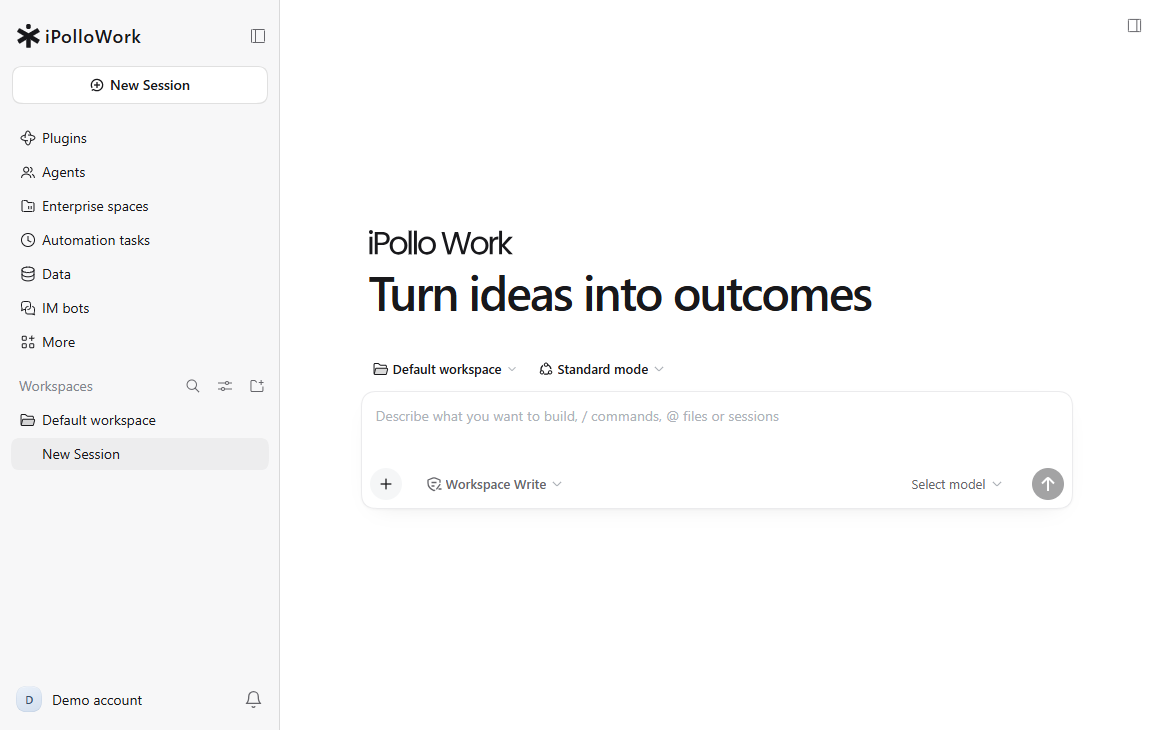 iPolloWork
New Session
Plugins
Agents
Enterprise spaces
Automation tasks
Data
IM bots
More
Workspaces
Default workspace
New Session
D
Demo account
iPollo Work
Turn ideas into outcomes
Default workspace
Standard mode
Describe what you want to build, / commands, @ files or sessions
Workspace Write
Select model